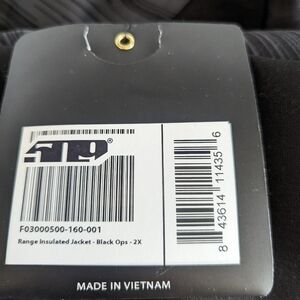 509®
F03000500-160-001
Range Insulated Jacket - Black Ops - 2X
8 43614 11435 6
MADE IN VIETNAM